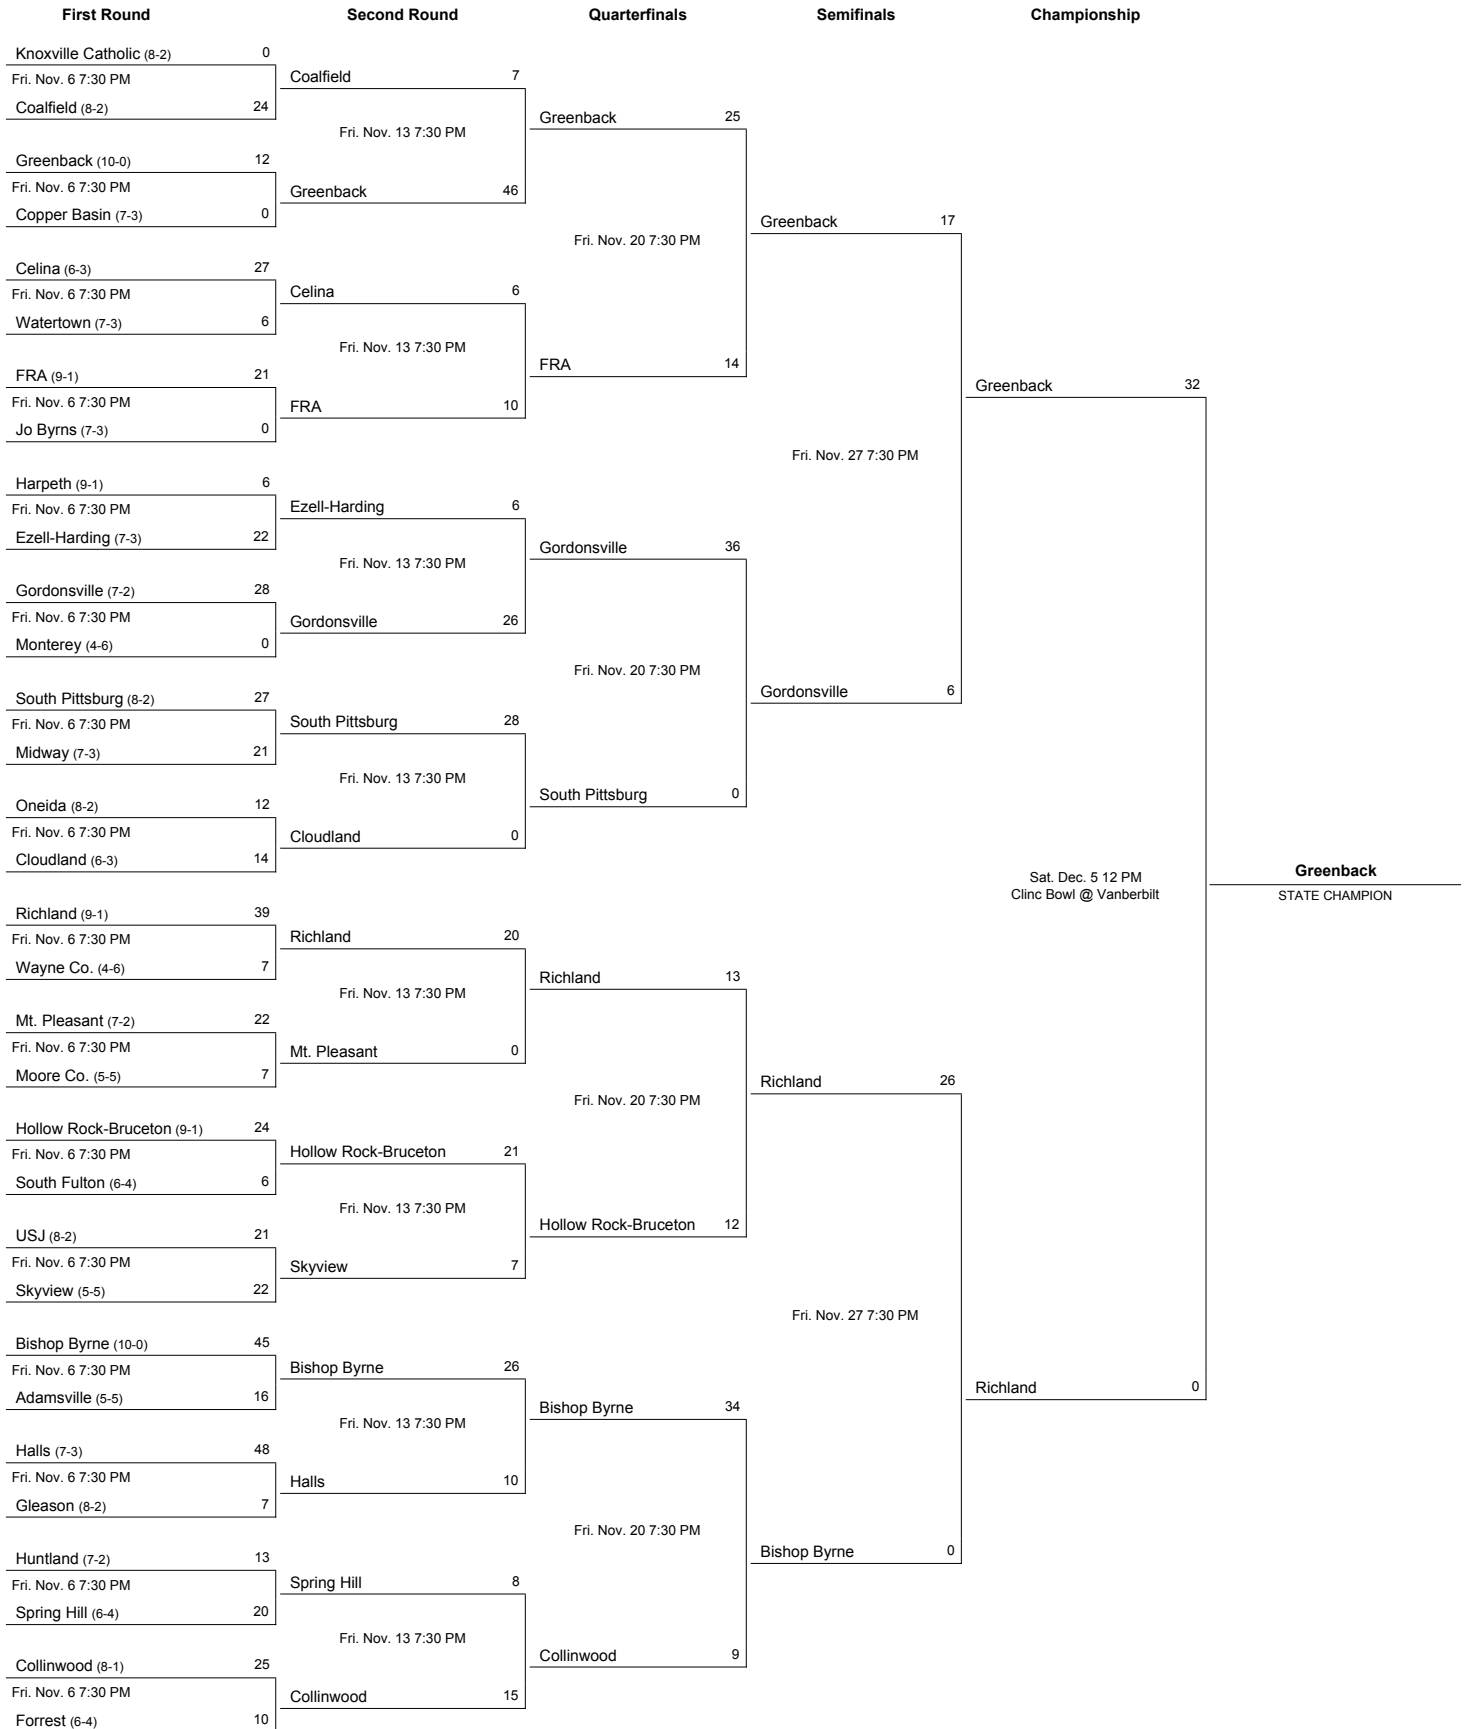 First Round
Second Round
Quarterfinals
Semifinals
Championship
Knoxville Catholic (8-2) 0
Fri. Nov. 6 7:30 PM
Coalfield (8-2) 24
Greenback (10-0) 12
Fri. Nov. 6 7:30 PM
Copper Basin (7-3) 0
Celina (6-3) 27
Fri. Nov. 6 7:30 PM
Watertown (7-3) 6
FRA (9-1) 21
Fri. Nov. 6 7:30 PM
Jo Byrns (7-3) 0
Harpeth (9-1) 6
Fri. Nov. 6 7:30 PM
Ezell-Harding (7-3) 22
Gordonsville (7-2) 28
Fri. Nov. 6 7:30 PM
Monterey (4-6) 0
South Pittsburg (8-2) 27
Fri. Nov. 6 7:30 PM
Midway (7-3) 21
Oneida (8-2) 12
Fri. Nov. 6 7:30 PM
Cloudland (6-3) 14
Richland (9-1) 39
Fri. Nov. 6 7:30 PM
Wayne Co. (4-6) 7
Mt. Pleasant (7-2) 22
Fri. Nov. 6 7:30 PM
Moore Co. (5-5) 7
Hollow Rock-Bruceton (9-1) 24
Fri. Nov. 6 7:30 PM
South Fulton (6-4) 6
USJ (8-2) 21
Fri. Nov. 6 7:30 PM
Skyview (5-5) 22
Bishop Byrne (10-0) 45
Fri. Nov. 6 7:30 PM
Adamsville (5-5) 16
Halls (7-3) 48
Fri. Nov. 6 7:30 PM
Gleason (8-2) 7
Huntland (7-2) 13
Fri. Nov. 6 7:30 PM
Spring Hill (6-4) 20
Collinwood (8-1) 25
Fri. Nov. 6 7:30 PM
Forrest (6-4) 10
Coalfield 7
Fri. Nov. 13 7:30 PM
Greenback 46
Celina 6
Fri. Nov. 13 7:30 PM
FRA 10
Ezell-Harding 6
Fri. Nov. 13 7:30 PM
Gordonsville 26
South Pittsburg 28
Fri. Nov. 13 7:30 PM
Cloudland 0
Richland 20
Fri. Nov. 13 7:30 PM
Mt. Pleasant 0
Hollow Rock-Bruceton 21
Fri. Nov. 13 7:30 PM
Skyview 7
Bishop Byrne 26
Fri. Nov. 13 7:30 PM
Halls 10
Spring Hill 8
Fri. Nov. 13 7:30 PM
Collinwood 15
Greenback 25
Fri. Nov. 20 7:30 PM
FRA 14
Gordonsville 36
Fri. Nov. 20 7:30 PM
South Pittsburg 0
Richland 13
Fri. Nov. 20 7:30 PM
Hollow Rock-Bruceton 12
Bishop Byrne 34
Fri. Nov. 20 7:30 PM
Collinwood 9
Greenback 17
Fri. Nov. 27 7:30 PM
Gordonsville 6
Richland 26
Fri. Nov. 27 7:30 PM
Bishop Byrne 0
Greenback 32
Sat. Dec. 5 12 PM
Clinc Bowl @ Vanberbilt
Richland 0
Greenback
STATE CHAMPION